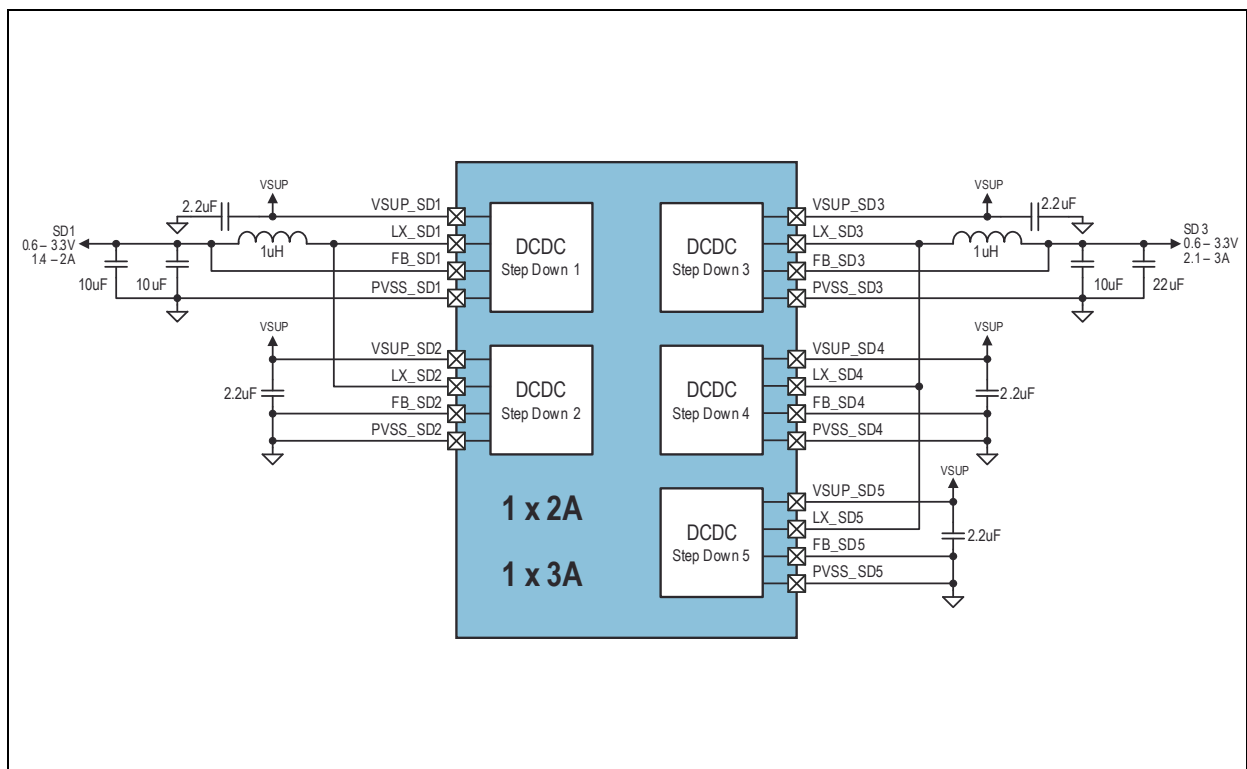 VSUP
2.2uF
SD1
0.6 – 3.3V
1.4 – 2A
1uH
10uF
10uF
VSUP_SD1
LX_SD1
FB_SD1
PVSS_SD1
DCDC
Step Down 1
VSUP
2.2uF
VSUP_SD2
LX_SD2
FB_SD2
PVSS_SD2
DCDC
Step Down 2
1 x 2A
1 x 3A
DCDC
Step Down 3
VSUP_SD3
LX_SD3
FB_SD3
PVSS_SD3
VSUP
2.2uF
1uH
SD3
0.6 – 3.3V
2.1 – 3A
10uF
22uF
DCDC
Step Down 4
VSUP_SD4
LX_SD4
FB_SD4
PVSS_SD4
VSUP
2.2uF
DCDC
Step Down 5
VSUP_SD5
LX_SD5
FB_SD5
PVSS_SD5
VSUP
2.2uF